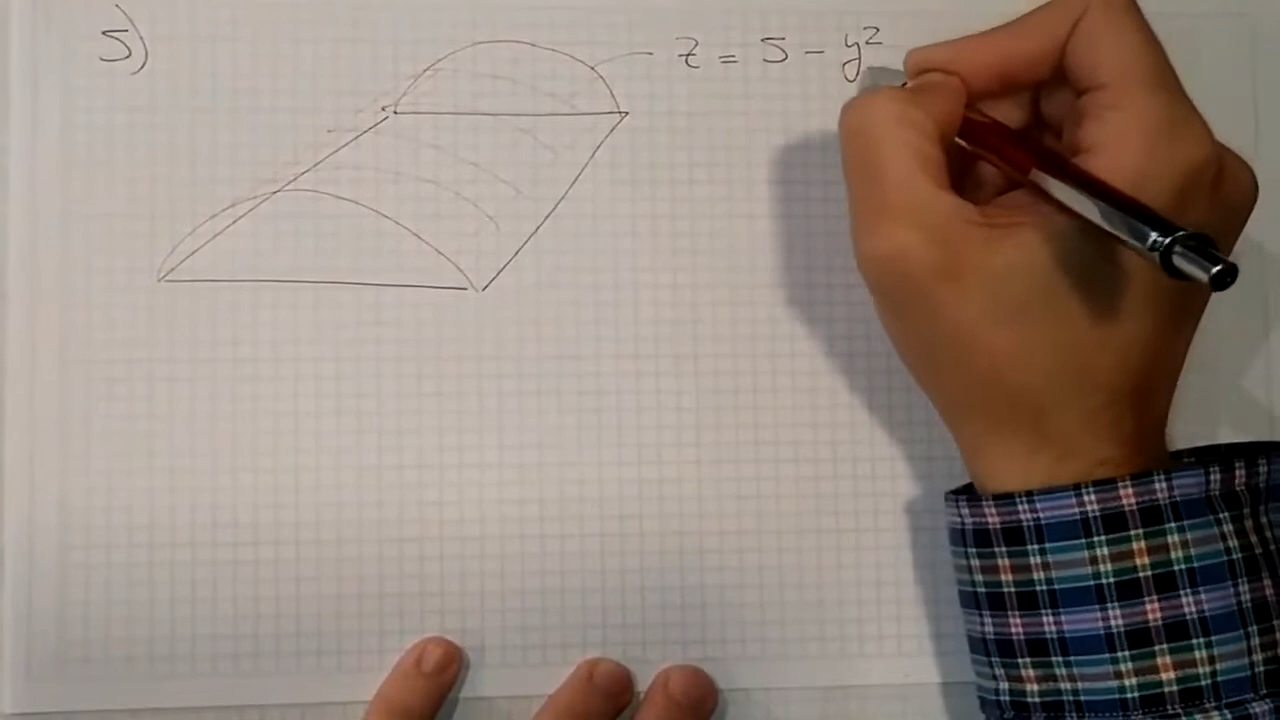 5)
z = 5 - y²